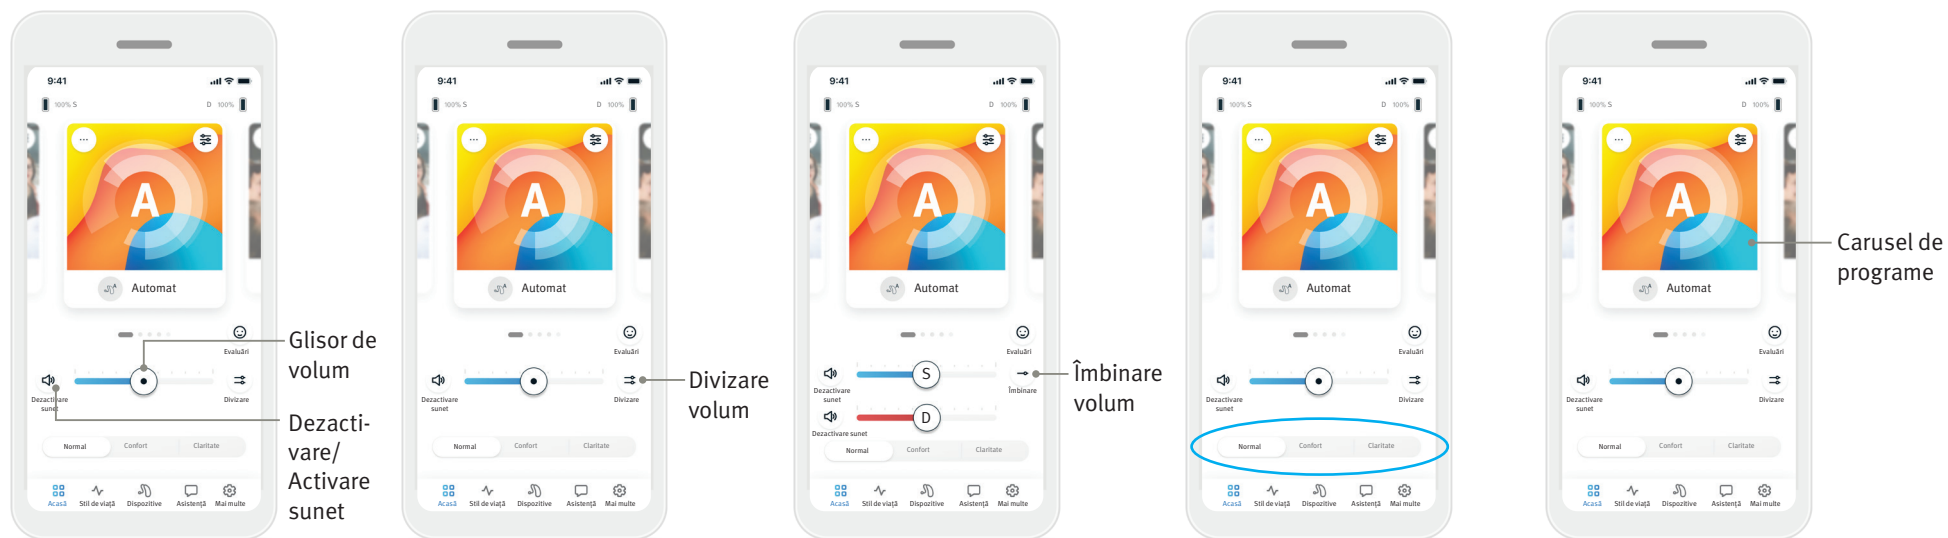 9:41
100% S
D 100%
A
Automat
Evaluări
Dezactivare
sunet
Divizare
Normal Confort Claritate
Acasă Stil de viață Dispozitive Asistență Mai multe
Glisor de
volum
Dezacti-
vare/
Activare
sunet
9:41
100% S
D 100%
A
Automat
Evaluări
Dezactivare
sunet
Divizare
Normal Confort Claritate
Acasă Stil de viață Dispozitive Asistență Mai multe
Divizare
volum
9:41
100% S
D 100%
A
Automat
Evaluări
S
Dezactivare
sunet
Îmbinare
D
Dezactivare sunet
Normal Confort Claritate
Acasă Stil de viață Dispozitive Asistență Mai multe
Îmbinare
volum
9:41
100% S
D 100%
A
Automat
Evaluări
Dezactivare
sunet
Divizare
Normal Confort Claritate
Acasă Stil de viață Dispozitive Asistență Mai multe
9:41
100% S
D 100%
A
Automat
Evaluări
Dezactivare
sunet
Divizare
Normal Confort Claritate
Acasă Stil de viață Dispozitive Asistență Mai multe
Carusel de
programe